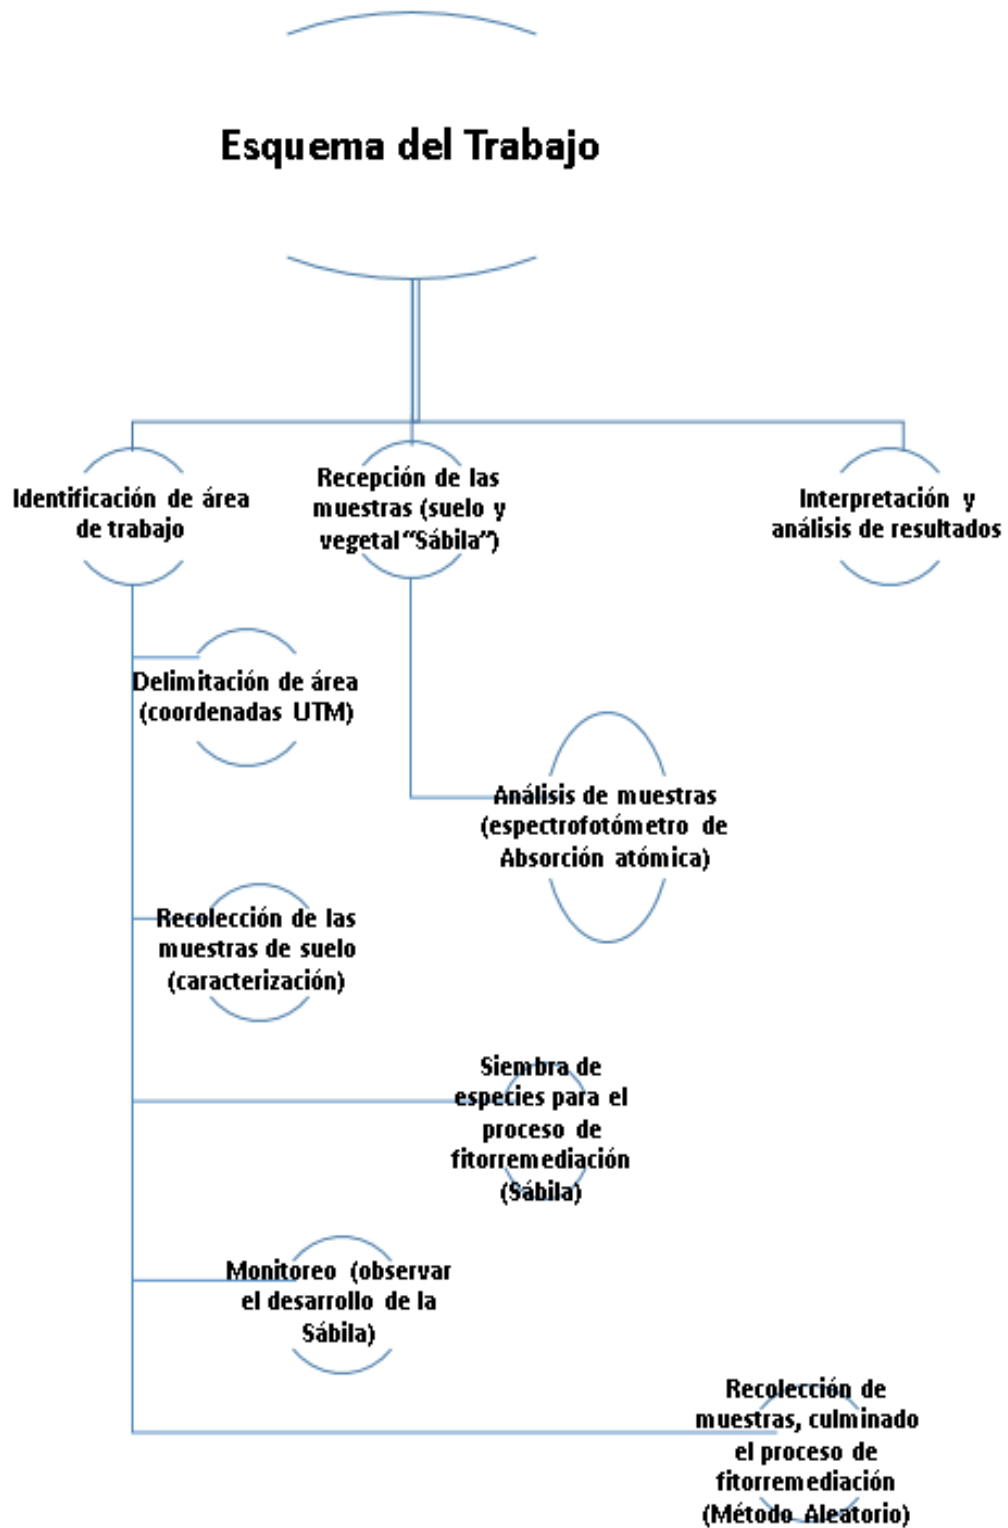 Esquema del Trabajo
Identificación de área
de trabajo
Recepción de las
muestras (suelo y
vegetal “Sábila”)
Interpretación y
análisis de resultados
Delimitación de área
(coordenadas UTM)
Análisis de muestras
(espectrofotómetro de
Absorción atómica)
Recolección de las
muestras de suelo
(caracterización)
Siembra de
especies para el
proceso de
fitorremediación
(Sábila)
Monitoreo (observar
el desarrollo de la
Sábila)
Recolección de
muestras, culminado
el proceso de
fitorremediación
(Método Aleatorio)